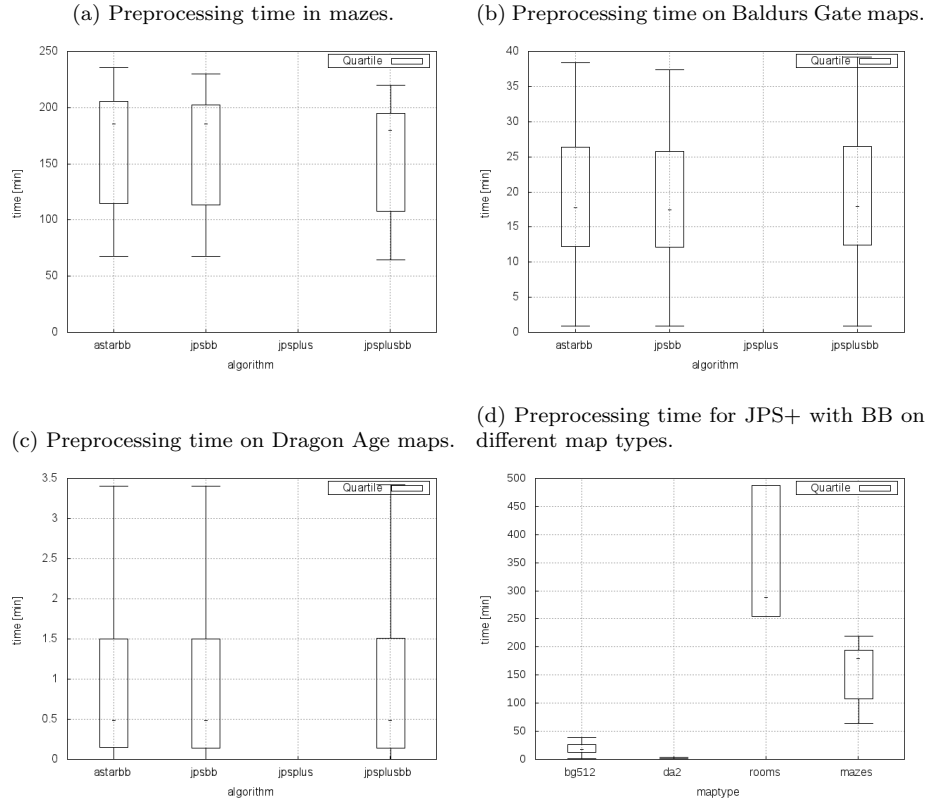 (a) Preprocessing time in mazes.
250
200
150
100
50
0
time [min]
Quartile
astarbb jpsbb jpsplus jpsplusbb
algorithm
(b) Preprocessing time on Baldurs Gate maps.
40
35
30
25
20
15
10
5
0
time [min]
Quartile
astarbb jpsbb jpsplus jpsplusbb
algorithm
(c) Preprocessing time on Dragon Age maps.
3.5
3
2.5
2
1.5
1
0.5
0
time [min]
Quartile
astarbb jpsbb jpsplus jpsplusbb
algorithm
(d) Preprocessing time for JPS+ with BB on
different map types.
500
450
400
350
300
250
200
150
100
50
0
time [min]
Quartile
bg512 da2 rooms mazes
maptype